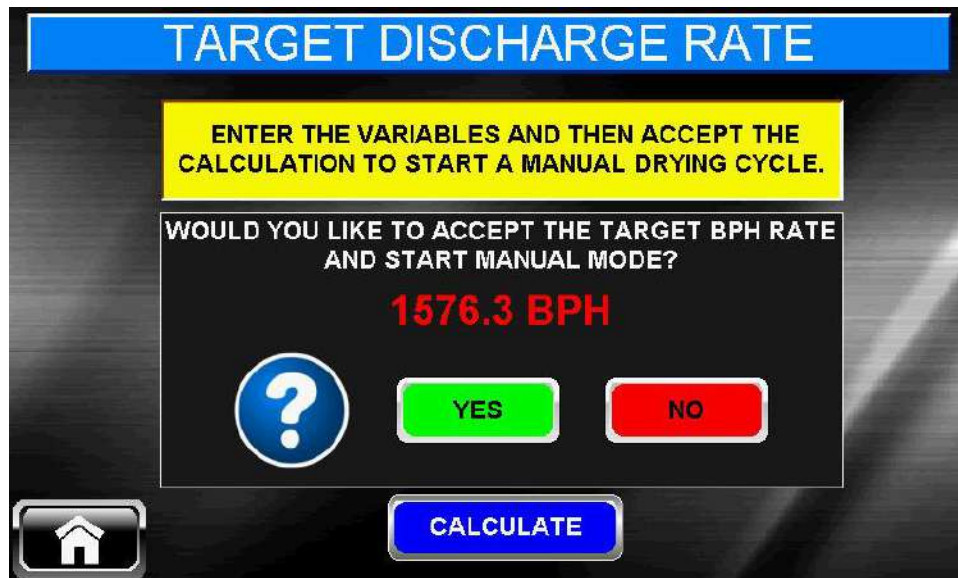 TARGET DISCHARGE RATE
ENTER THE VARIABLES AND THEN ACCEPT THE
CALCULATION TO START A MANUAL DRYING CYCLE.
WOULD YOU LIKE TO ACCEPT THE TARGET BPH RATE
AND START MANUAL MODE?
1576.3 BPH
?
YES
NO
CALCULATE